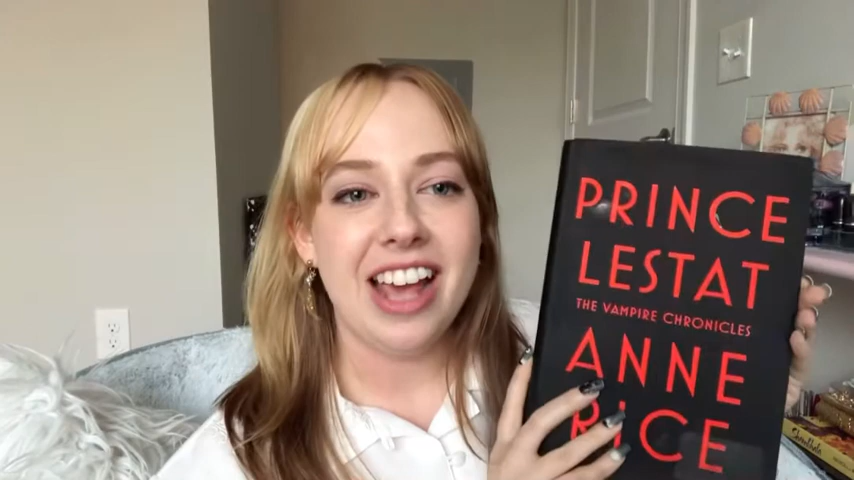 PRINCE
LESTAT
THE VAMPIRE CHRONICLES
ANNE
RICE